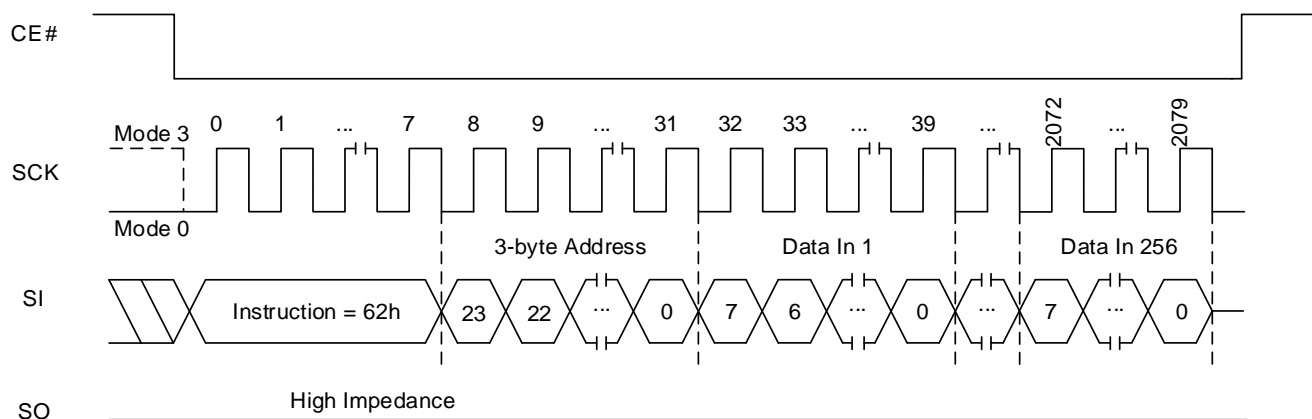 CE#
Mode 3
0 1 ... 7 8 9 ... 31 32 33 ... 39 ... 2072 ... 2079
SCK
Mode 0
3-byte Address Data In 1 Data In 256
SI
Instruction = 62h 23 22 ... 0 7 6 ... 0 ... 7 ... 0
High Impedance
SO